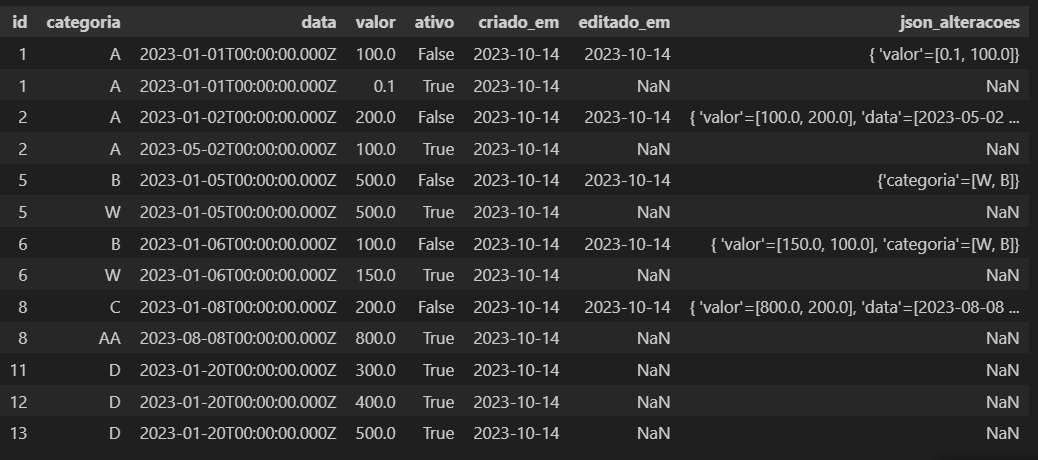 id categoria data valor ativo criado_em editado_em json_alteracoes
1 A 2023-01-01T00:00:00.000Z 100.0 False 2023-10-14 2023-10-14 { 'valor'=[0.1, 100.0]}
1 A 2023-01-01T00:00:00.000Z 0.1 True 2023-10-14 NaN NaN
2 A 2023-01-02T00:00:00.000Z 200.0 False 2023-10-14 2023-10-14 { 'valor'=[100.0, 200.0], 'data'=[2023-05-02 ...
2 A 2023-05-02T00:00:00.000Z 100.0 True 2023-10-14 NaN NaN
5 B 2023-01-05T00:00:00.000Z 500.0 False 2023-10-14 2023-10-14 {'categoria'=[W, B]}
5 W 2023-01-05T00:00:00.000Z 500.0 True 2023-10-14 NaN NaN
6 B 2023-01-06T00:00:00.000Z 100.0 False 2023-10-14 2023-10-14 { 'valor'=[150.0, 100.0], 'categoria'=[W, B]}
6 W 2023-01-06T00:00:00.000Z 150.0 True 2023-10-14 NaN NaN
8 C 2023-01-08T00:00:00.000Z 200.0 False 2023-10-14 2023-10-14 { 'valor'=[800.0, 200.0], 'data'=[2023-08-08 ...
8 AA 2023-08-08T00:00:00.000Z 800.0 True 2023-10-14 NaN NaN
11 D 2023-01-20T00:00:00.000Z 300.0 True 2023-10-14 NaN NaN
12 D 2023-01-20T00:00:00.000Z 400.0 True 2023-10-14 NaN NaN
13 D 2023-01-20T00:00:00.000Z 500.0 True 2023-10-14 NaN NaN